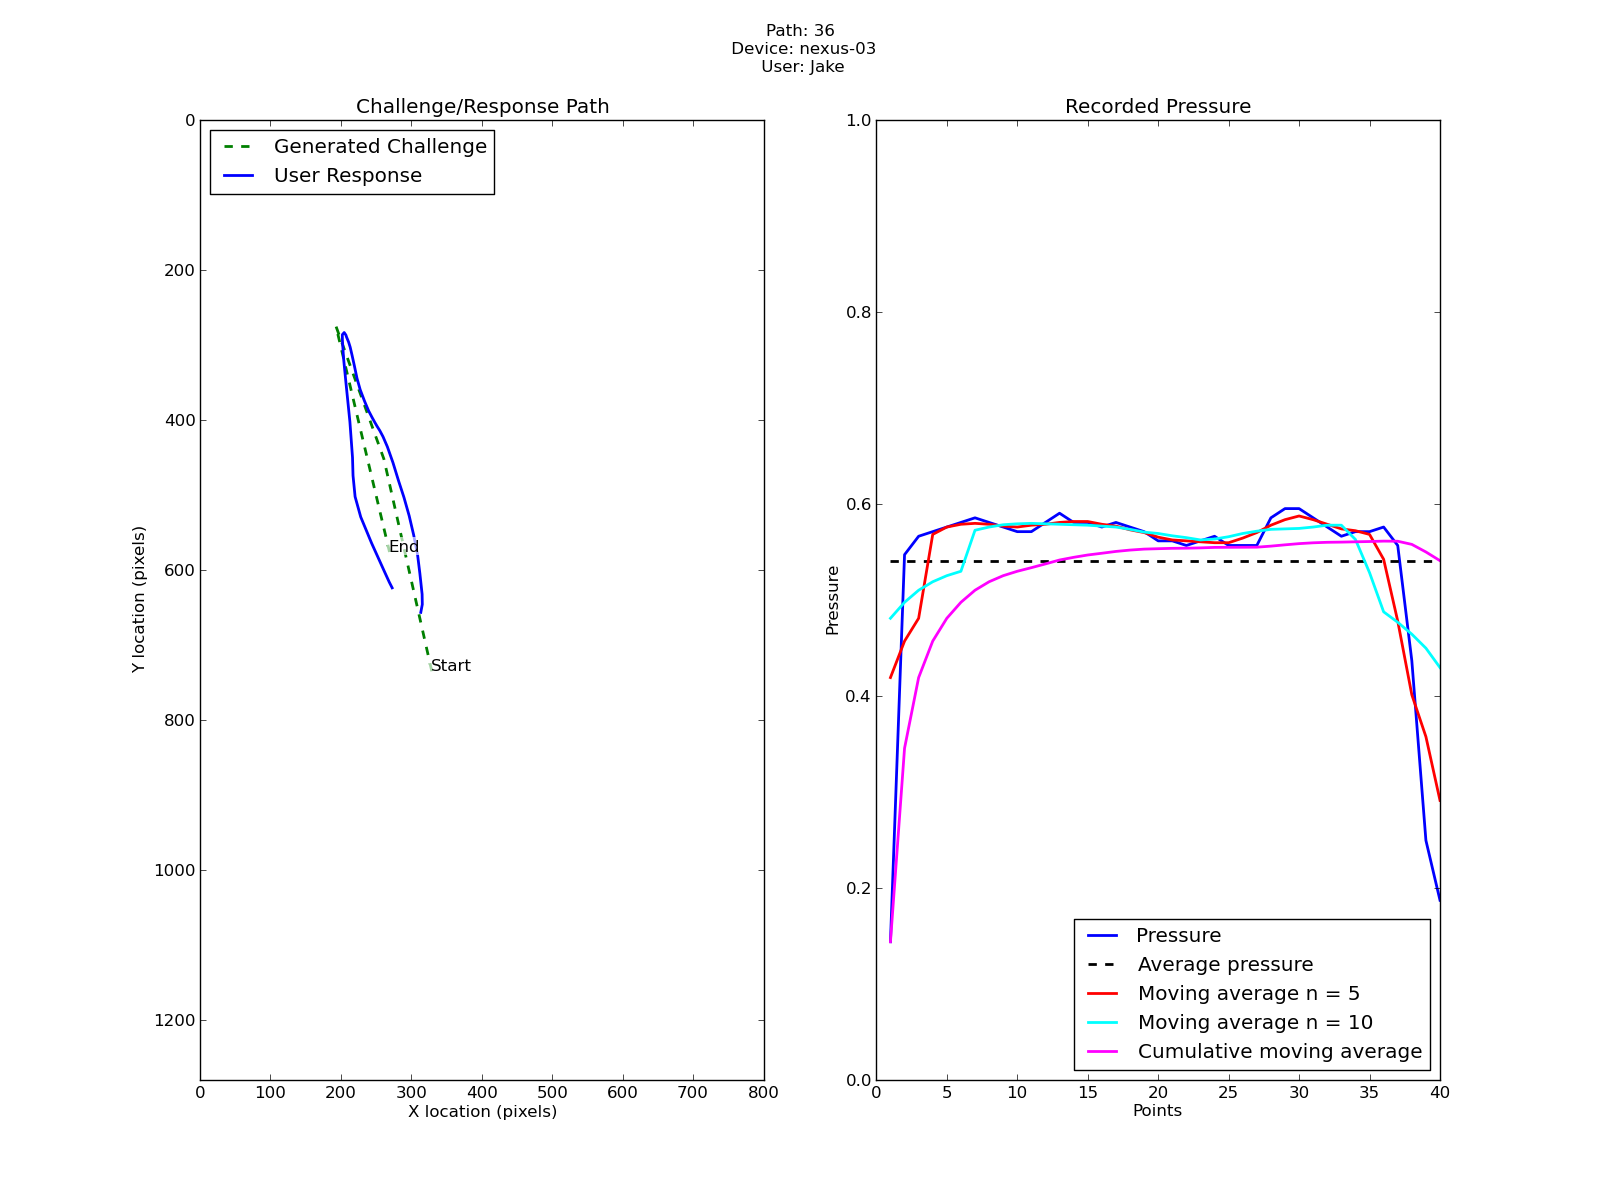 Path: 36
Device: nexus-03
User: Jake
Challenge/Response Path
0
200
400
600
800
1000
1200
Y location (pixels)
Generated Challenge
User Response
End
Start
0 100 200 300 400 500 600 700 800
X location (pixels)
Recorded Pressure
1.0
0.8
0.6
0.4
0.2
0.0
Pressure
Pressure
Average pressure
Moving average n = 5
Moving average n = 10
Cumulative moving average
0 5 10 15 20 25 30 35 40
Points